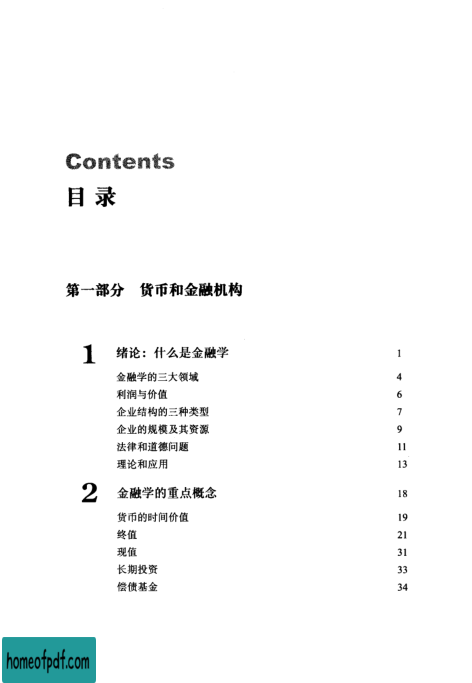 Contents
目录
第一部分 货币和金融机构
1 绪论：什么是金融学 1
金融学的三大领域 4
利润与价值 6
企业结构的三种类型 7
企业的规模及其资源 9
法律和道德问题 11
理论和应用 13
2 金融学的重点概念 18
货币的时间价值 19
终值 21
现值 31
长期投资 33
偿债基金 34
homeofpdf.com